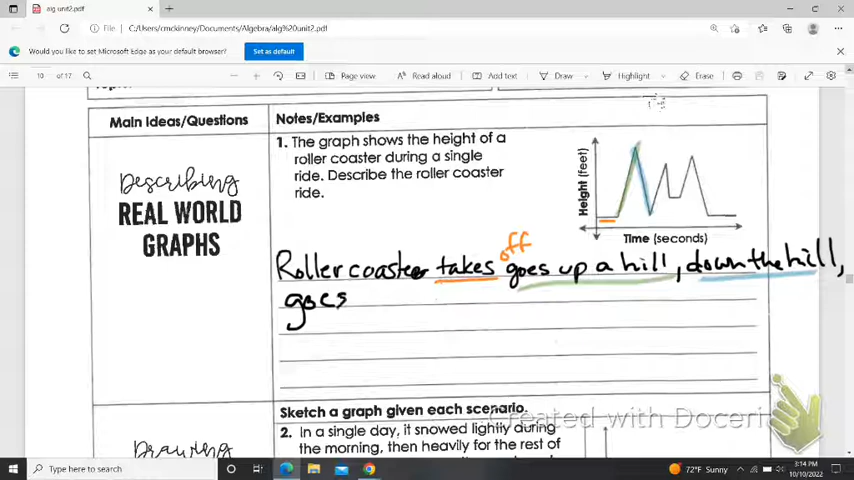 alg unit2.pdf
File C:/Users/cmckinney/Documents/Algebra/alg%20unit2.pdf
Would you like to set Microsoft Edge as your default browser? Set as default
10 of 17 Page view Read aloud Add text Draw Highlight Erase
Main Ideas/Questions Notes/Examples
Describing
REAL WORLD
GRAPHS
1. The graph shows the height of a
roller coaster during a single
ride. Describe the roller coaster
ride.
Height (feet)
Time (seconds)
off
Roller coaster takes goes up a hill, down the hill,
goes
Sketch a graph given each scenario.
Created with Doceri
Drawing
2. In a single day, it snowed lightly during
the morning, then heavily for the rest of
Type here to search
72°F Sunny
3:14 PM
10/10/2022